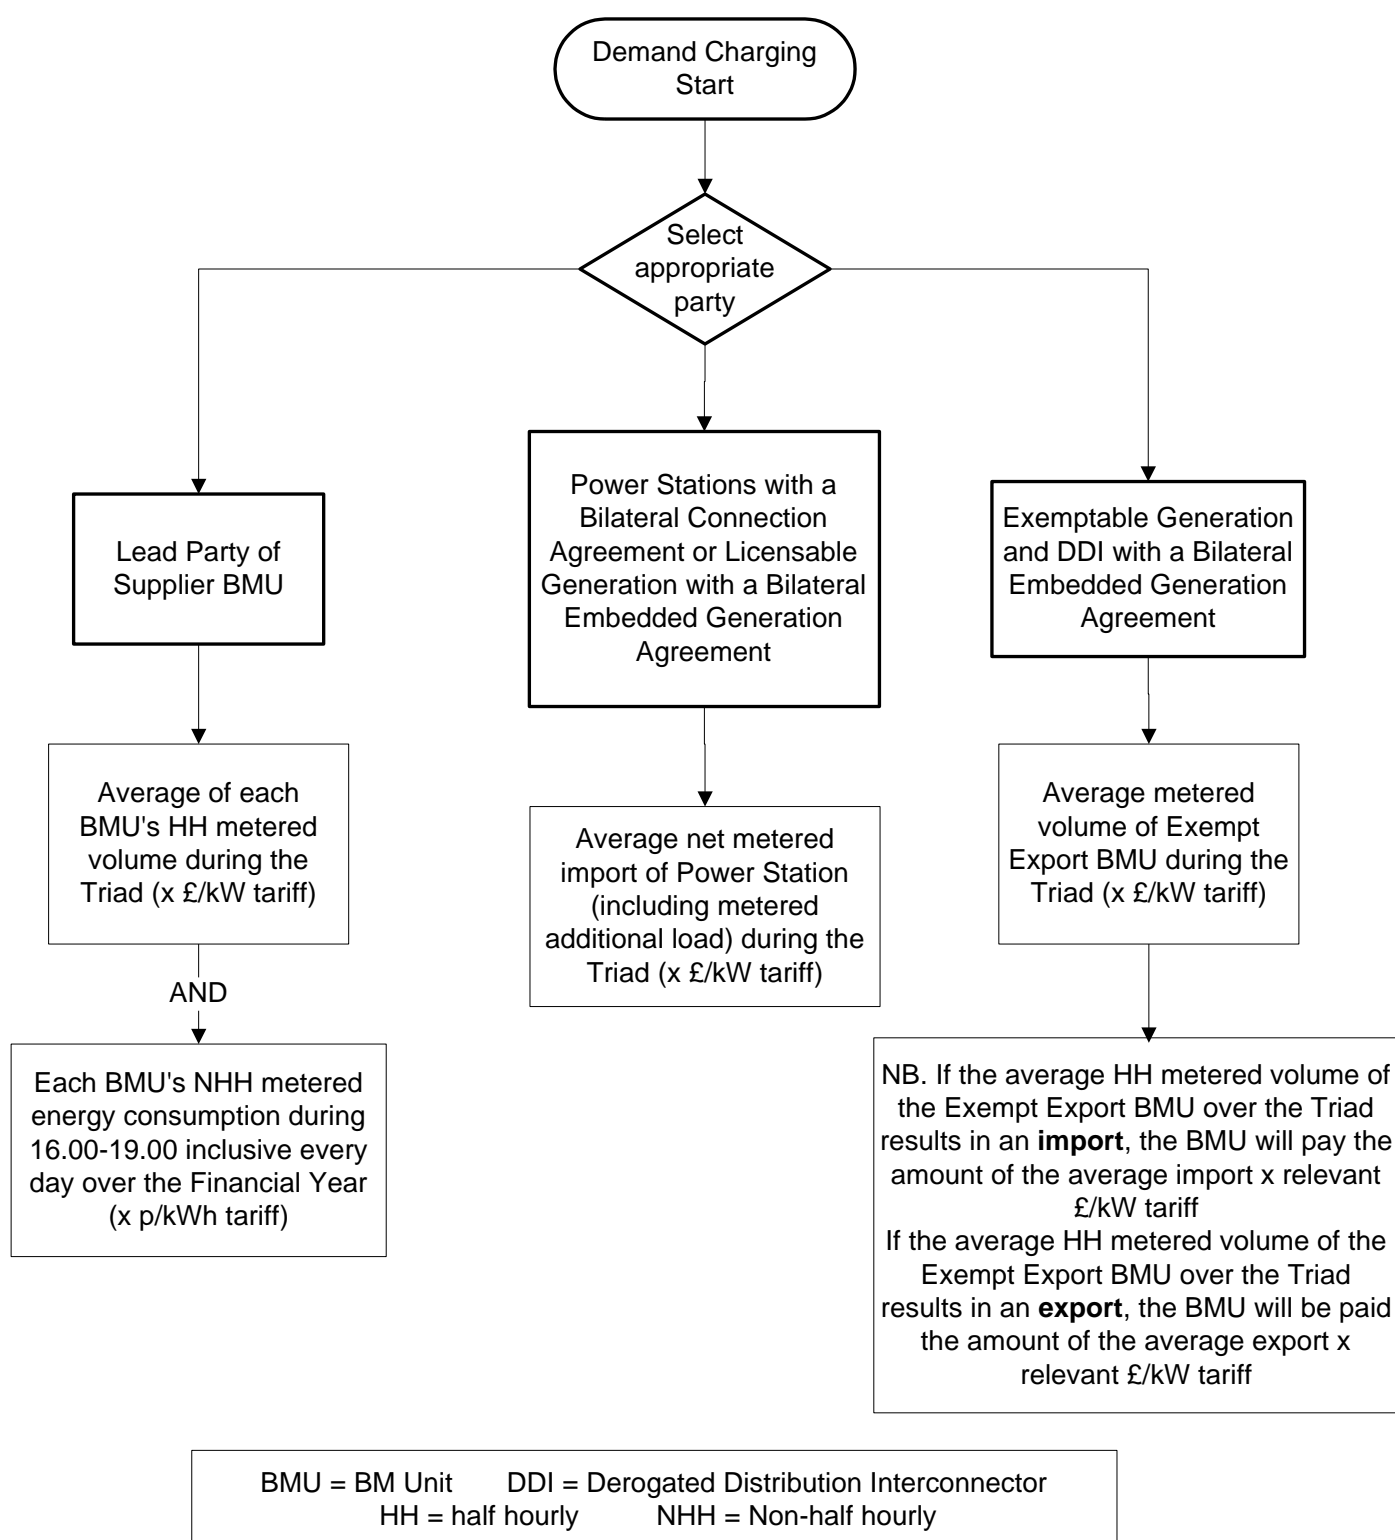 Demand Charging
Start
Select
appropriate
party
Lead Party of
Supplier BMU
Power Stations with a
Bilateral Connection
Agreement or Licensable
Generation with a Bilateral
Embedded Generation
Agreement
Exemptable Generation
and DDI with a Bilateral
Embedded Generation
Agreement
Average of each
BMU's HH metered
volume during the
Triad (x £/kW tariff)
Average net metered
import of Power Station
(including metered
additional load) during the
Triad (x £/kW tariff)
Average metered
volume of Exempt
Export BMU during the
Triad (x £/kW tariff)
AND
Each BMU's NHH metered
energy consumption during
16.00-19.00 inclusive every
day over the Financial Year
(x p/kWh tariff)
NB. If the average HH metered volume of
the Exempt Export BMU over the Triad
results in an import, the BMU will pay the
amount of the average import x relevant
£/kW tariff
If the average HH metered volume of the
Exempt Export BMU over the Triad
results in an export, the BMU will be paid
the amount of the average export x
relevant £/kW tariff
BMU = BM Unit DDI = Derogated Distribution Interconnector
HH = half hourly NHH = Non-half hourly